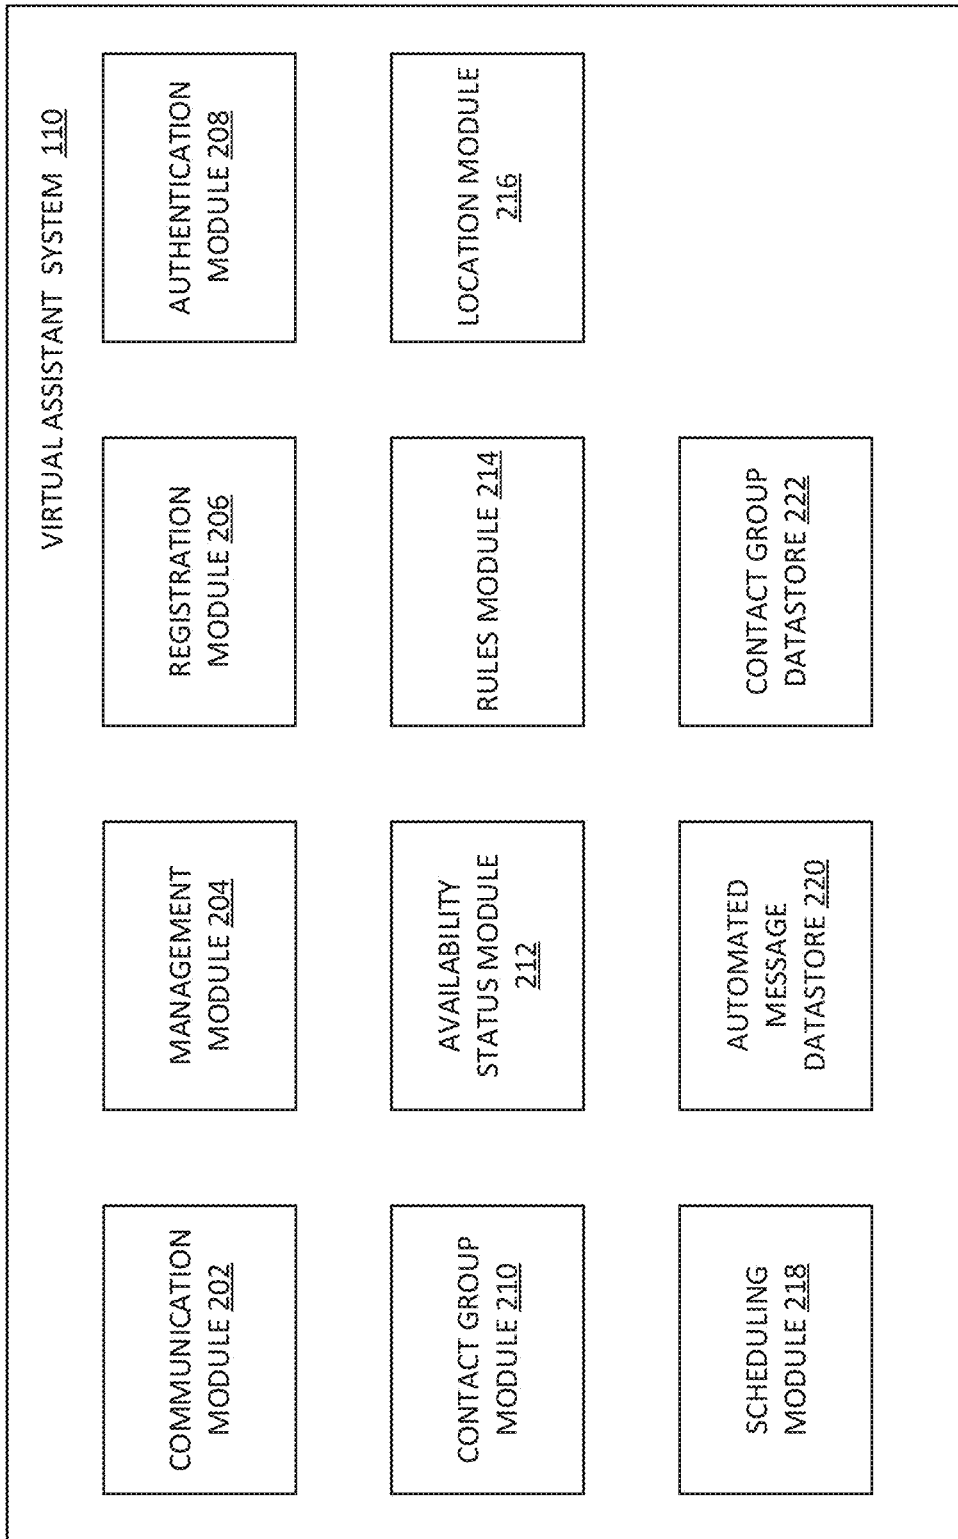 VIRTUAL ASSISTANT SYSTEM 110
COMMUNICATION
MODULE 202
MANAGEMENT
MODULE 204
REGISTRATION
MODULE 206
AUTHENTICATION
MODULE 208
CONTACT GROUP
MODULE 210
AVAILABILITY
STATUS MODULE
212
RULES MODULE 214
LOCATION MODULE
216
SCHEDULING
MODULE 218
AUTOMATED
MESSAGE
DATASTORE 220
CONTACT GROUP
DATASTORE 222